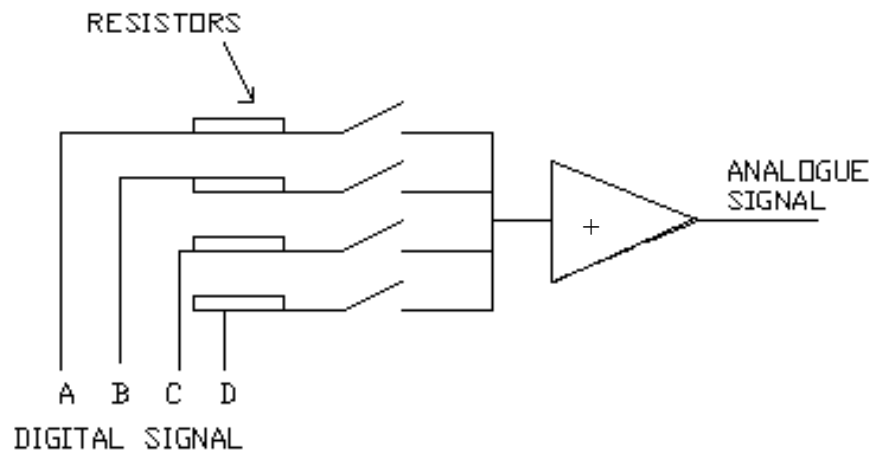 RESISTORS
ANALOGUE
SIGNAL
+
A B C D
DIGITAL SIGNAL